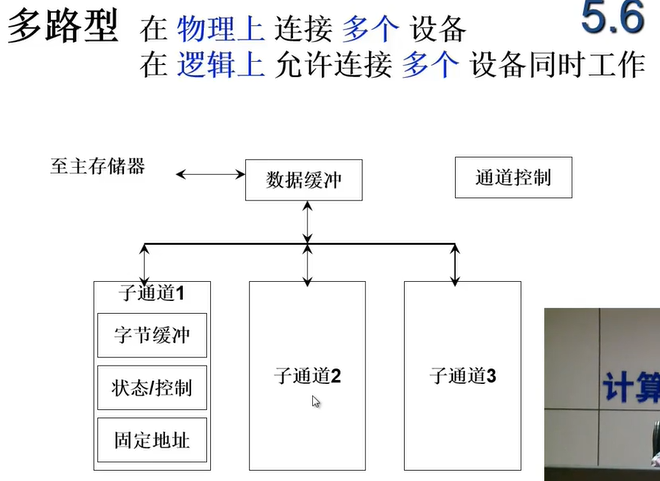 多路型 在 物理上 连接 多个 设备 5.6
在 逻辑上 允许连接 多个 设备同时工作
至主存储器
数据缓冲
通道控制
子通道1
字节缓冲
状态/控制
固定地址
子通道2
子通道3
计算